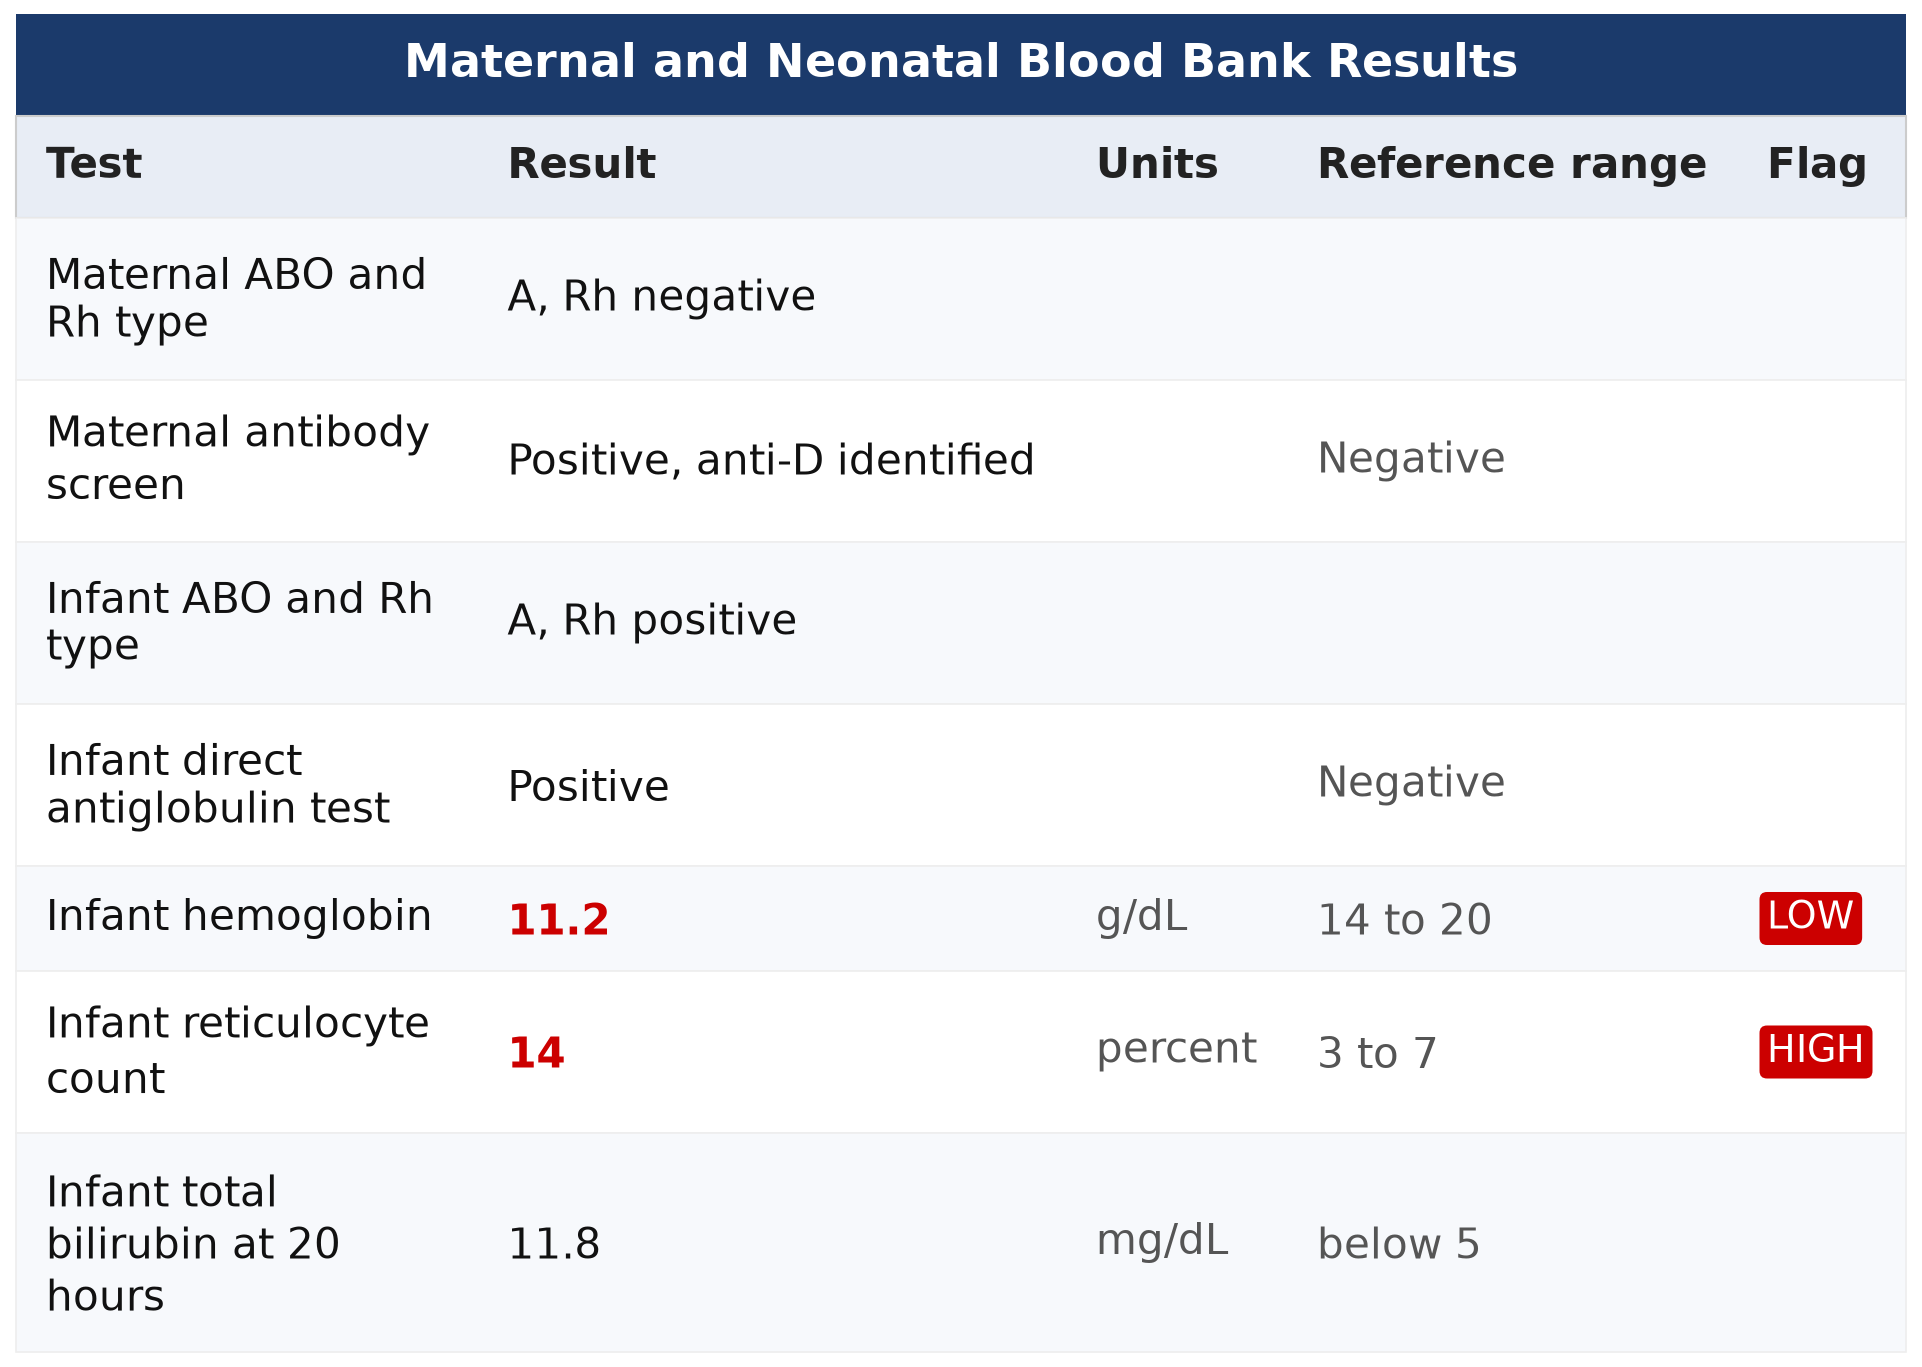 Maternal and Neonatal Blood Bank Results
Test Result Units Reference range Flag
Maternal ABO and
Rh type
A, Rh negative
Maternal antibody
screen
Positive, anti-D identified Negative
Infant ABO and Rh
type
A, Rh positive
Infant direct
antiglobulin test
Positive Negative
Infant hemoglobin 11.2 g/dL 14 to 20 LOW
Infant reticulocyte
count
14 percent 3 to 7 HIGH
Infant total
bilirubin at 20
hours
11.8 mg/dL below 5